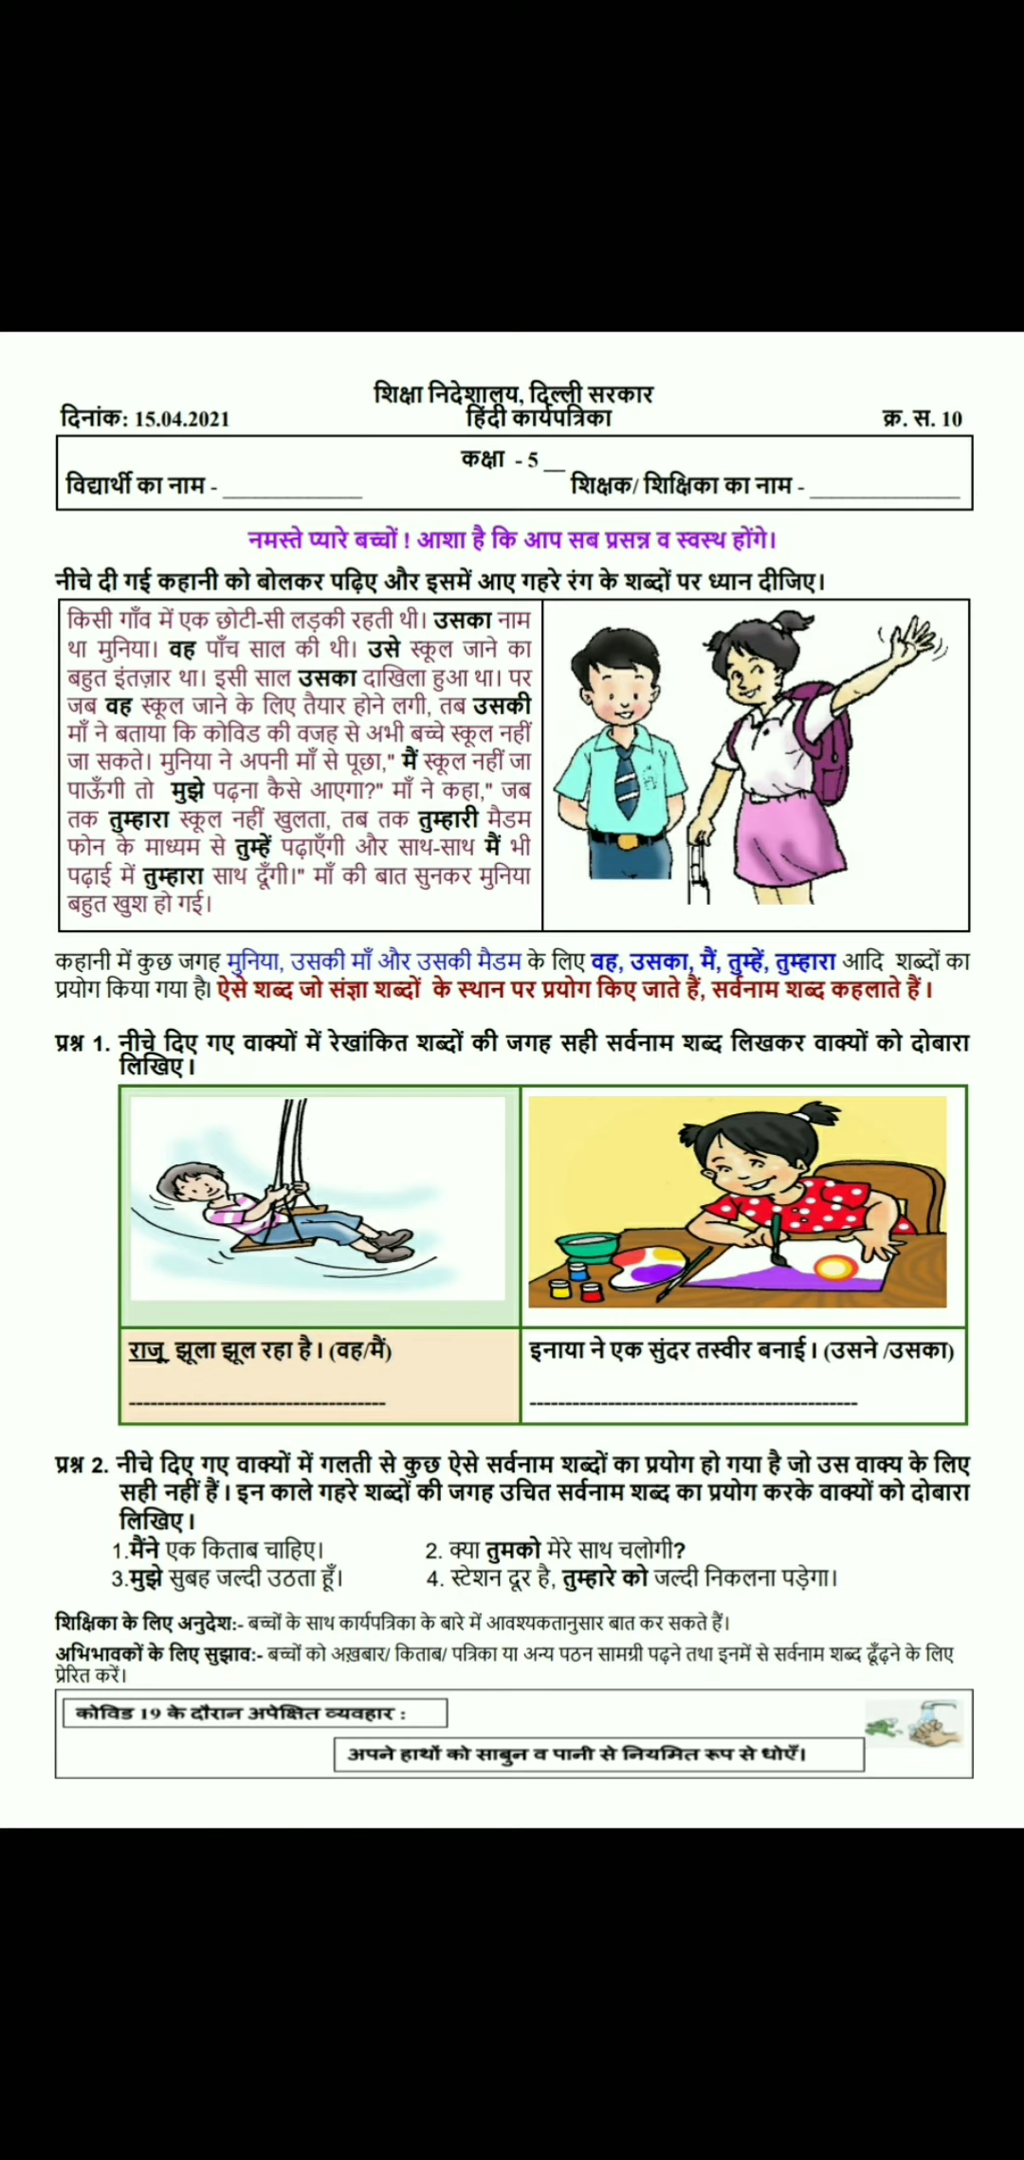 शिक्षा निदेशालय, दिल्ली सरकार
दिनांक: 15.04.2021 हिंदी कार्यपत्रिका क्र. स. 10
कक्षा - 5 __
विद्यार्थी का नाम - ____________ शिक्षक/ शिक्षिका का नाम - _____________
नमस्ते प्यारे बच्चों ! आशा है कि आप सब प्रसन्न व स्वस्थ होंगे।
नीचे दी गई कहानी को बोलकर पढ़िए और इसमें आए गहरे रंग के शब्दों पर ध्यान दीजिए।
किसी गाँव में एक छोटी-सी लड़की रहती थी। उसका नाम
था मुनिया। वह पाँच साल की थी। उसे स्कूल जाने का
बहुत इंतज़ार था। इसी साल उसका दाखिला हुआ था। पर
जब वह स्कूल जाने के लिए तैयार होने लगी, तब उसकी
माँ ने बताया कि कोविड की वजह से अभी बच्चे स्कूल नहीं
जा सकते। मुनिया ने अपनी माँ से पूछा," मैं स्कूल नहीं जा
पाऊँगी तो मुझे पढ़ना कैसे आएगा?" माँ ने कहा," जब
तक तुम्हारा स्कूल नहीं खुलता, तब तक तुम्हारी मैडम
फोन के माध्यम से तुम्हें पढ़ाएँगी और साथ-साथ मैं भी
पढ़ाई में तुम्हारा साथ दूँगी।" माँ की बात सुनकर मुनिया
बहुत खुश हो गई।
कहानी में कुछ जगह मुनिया, उसकी माँ और उसकी मैडम के लिए वह, उसका, मैं, तुम्हें, तुम्हारा आदि शब्दों का
प्रयोग किया गया है। ऐसे शब्द जो संज्ञा शब्दों के स्थान पर प्रयोग किए जाते हैं, सर्वनाम शब्द कहलाते हैं।
प्रश्न 1. नीचे दिए गए वाक्यों में रेखांकित शब्दों की जगह सही सर्वनाम शब्द लिखकर वाक्यों को दोबारा
लिखिए।
राजू झूला झूल रहा है। (वह/मैं)
इनाया ने एक सुंदर तस्वीर बनाई। (उसने /उसका)
प्रश्न 2. नीचे दिए गए वाक्यों में गलती से कुछ ऐसे सर्वनाम शब्दों का प्रयोग हो गया है जो उस वाक्य के लिए
सही नहीं हैं। इन काले गहरे शब्दों की जगह उचित सर्वनाम शब्द का प्रयोग करके वाक्यों को दोबारा
लिखिए।
1.मैंने एक किताब चाहिए। 2. क्या तुमको मेरे साथ चलोगी?
3.मुझे सुबह जल्दी उठता हूँ। 4. स्टेशन दूर है, तुम्हारे को जल्दी निकलना पड़ेगा।
शिक्षिका के लिए अनुदेश:- बच्चों के साथ कार्यपत्रिका के बारे में आवश्यकतानुसार बात कर सकते हैं।
अभिभावकों के लिए सुझाव:- बच्चों को अख़बार/ किताब/ पत्रिका या अन्य पठन सामग्री पढ़ने तथा इनमें से सर्वनाम शब्द ढूँढ़ने के लिए
प्रेरित करें।
कोविड 19 के दौरान अपेक्षित व्यवहार :
अपने हाथों को साबुन व पानी से नियमित रूप से धोएँ।